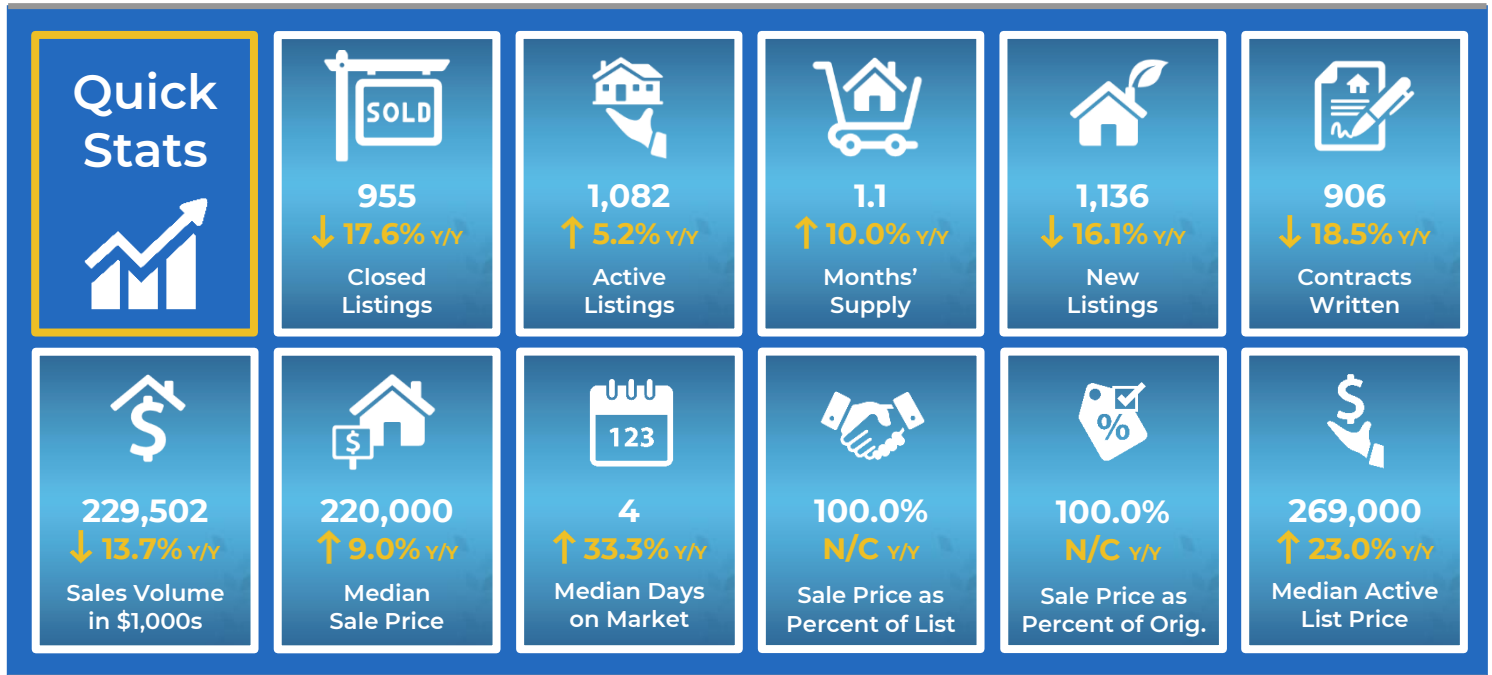 Quick
Stats
SOLD
955
↓ 17.6% Y/Y
Closed
Listings
1,082
↑ 5.2% Y/Y
Active
Listings
1.1
↑ 10.0% Y/Y
Months’
Supply
1,136
↓ 16.1% Y/Y
New
Listings
906
↓ 18.5% Y/Y
Contracts
Written
$
229,502
↓ 13.7% Y/Y
Sales Volume
in $1,000s
$
220,000
↑ 9.0% Y/Y
Median
Sale Price
123
4
↑ 33.3% Y/Y
Median Days
on Market
100.0%
N/C Y/Y
Sale Price as
Percent of List
%
100.0%
N/C Y/Y
Sale Price as
Percent of Orig.
$
269,000
↑ 23.0% Y/Y
Median Active
List Price